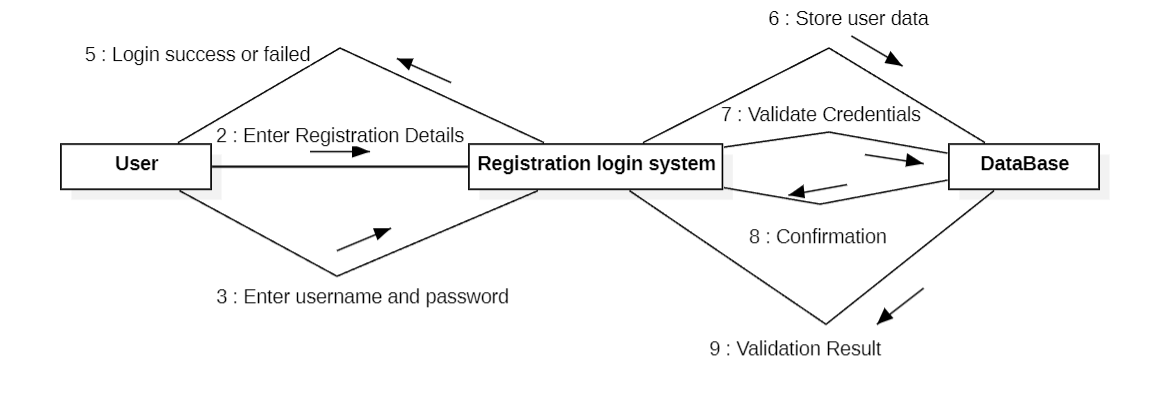 6 : Store user data
5 : Login success or failed
7 : Validate Credentials
2 : Enter Registration Details
User
Registration login system
DataBase
8 : Confirmation
3 : Enter username and password
9 : Validation Result